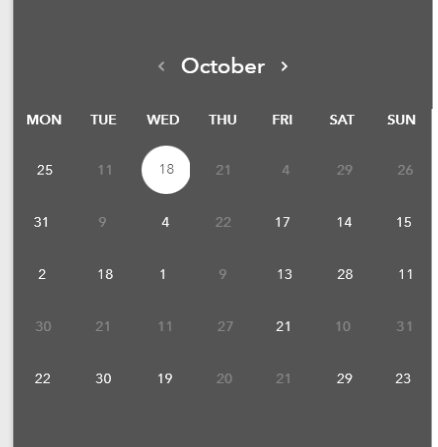 ‹ October ›
MON TUE WED THU FRI SAT SUN
25 11 18 21 4 29 26
31 9 4 22 17 14 15
2 18 1 9 13 28 11
30 21 11 27 21 10 31
22 30 19 20 21 29 23